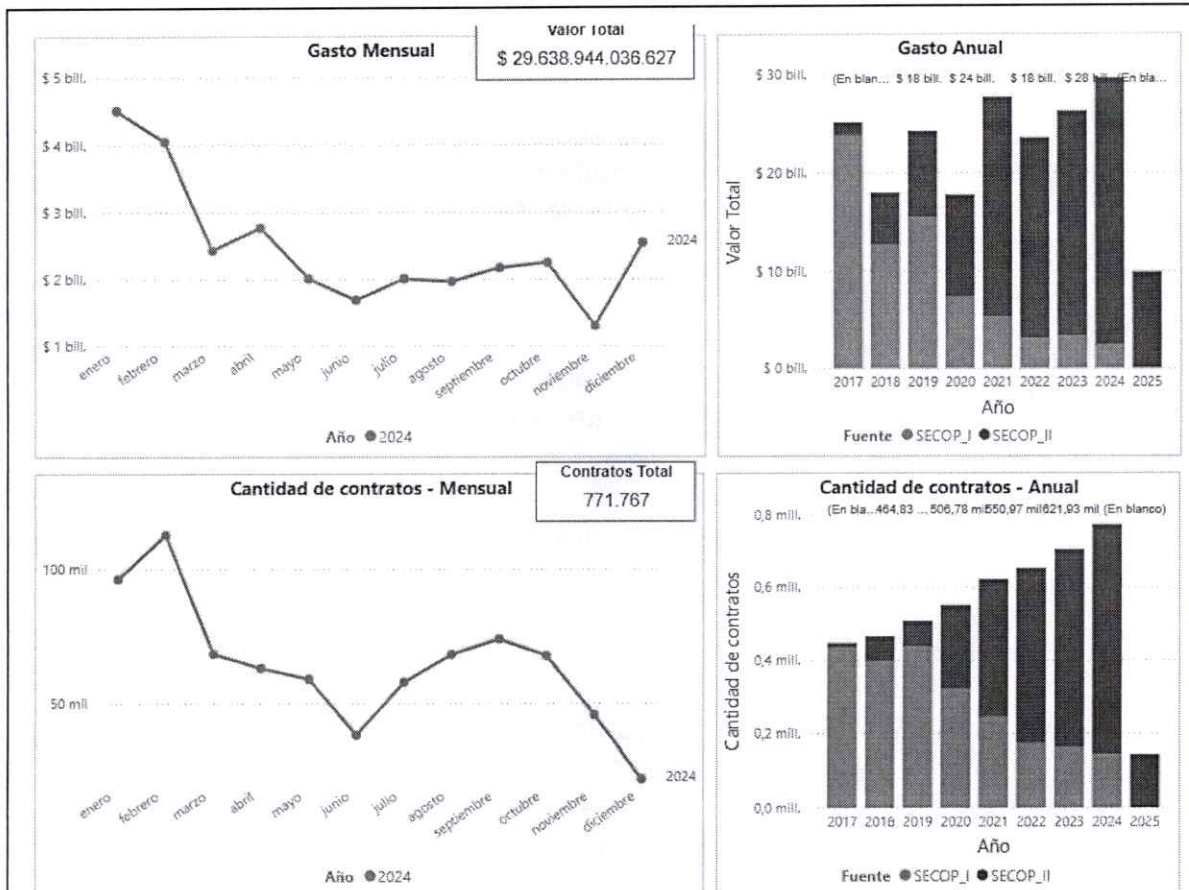 Gasto Mensual
Valor Total
$ 29.638.944.036.627
$ 5 bill.
$ 4 bill.
$ 3 bill.
$ 2 bill.
$ 1 bill.
2024
enero
febrero
marzo
abril
mayo
junio
julio
agosto
septiembre
octubre
noviembre
diciembre
Año 2024
Gasto Anual
(En blan... $ 18 bill. $ 24 bill. $ 18 bill. $ 28 bill. (En bla...
$ 30 bill.
$ 20 bill.
$ 10 bill.
$ 0 bill.
Valor Total
2017 2018 2019 2020 2021 2022 2023 2024 2025
Año
Fuente SECOP_I SECOP_II
Cantidad de contratos - Mensual
Contratos Total
771.767
100 mil
50 mil
2024
enero
febrero
marzo
abril
mayo
junio
julio
agosto
septiembre
octubre
noviembre
diciembre
Año 2024
Cantidad de contratos - Anual
(En bla...464,83 ... 506,78 mil 550,97 mil 621,93 mil (En blanco)
0,8 mill.
0,6 mill.
0,4 mill.
0,2 mill.
0,0 mill.
Cantidad de contratos
2017 2018 2019 2020 2021 2022 2023 2024 2025
Año
Fuente SECOP_I SECOP_II